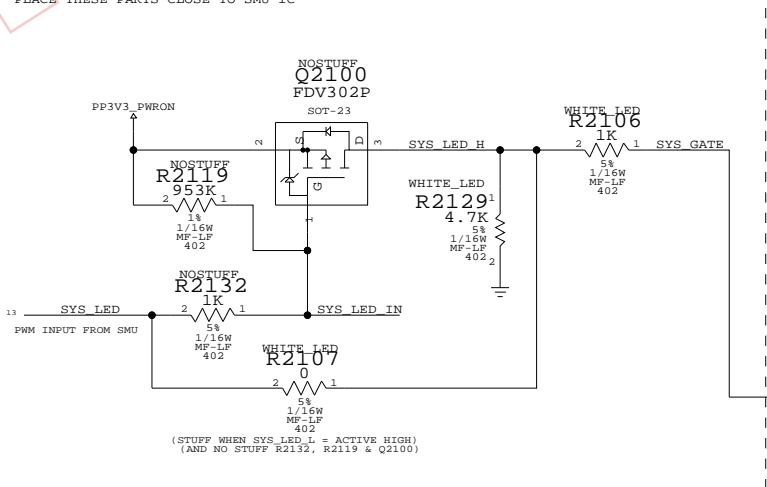 PLACE THESE PARTS CLOSE TO SMU IC
NOSTUFF
Q2100
FDV302P
SOT-23
PP3V3_PWRON
2
S
D
3
G
1
SYS_LED_H
WHITE_LED
R2106
1K
2
1
SYS_GATE
5%
1/16W
MF-LF
402
NOSTUFF
R2119
953K
2
1
1%
1/16W
MF-LF
402
WHITE_LED
1
R2129
4.7K
5%
1/16W
MF-LF
402
2
NOSTUFF
R2132
1K
13
SYS_LED
2
1
SYS_LED_IN
PWM INPUT FROM SMU
5%
1/16W
MF-LF
402
WHITE_LED
R2107
0
2
1
5%
1/16W
MF-LF
402
(STUFF WHEN SYS_LED_L = ACTIVE HIGH)
(AND NO STUFF R2132, R2119 & Q2100)